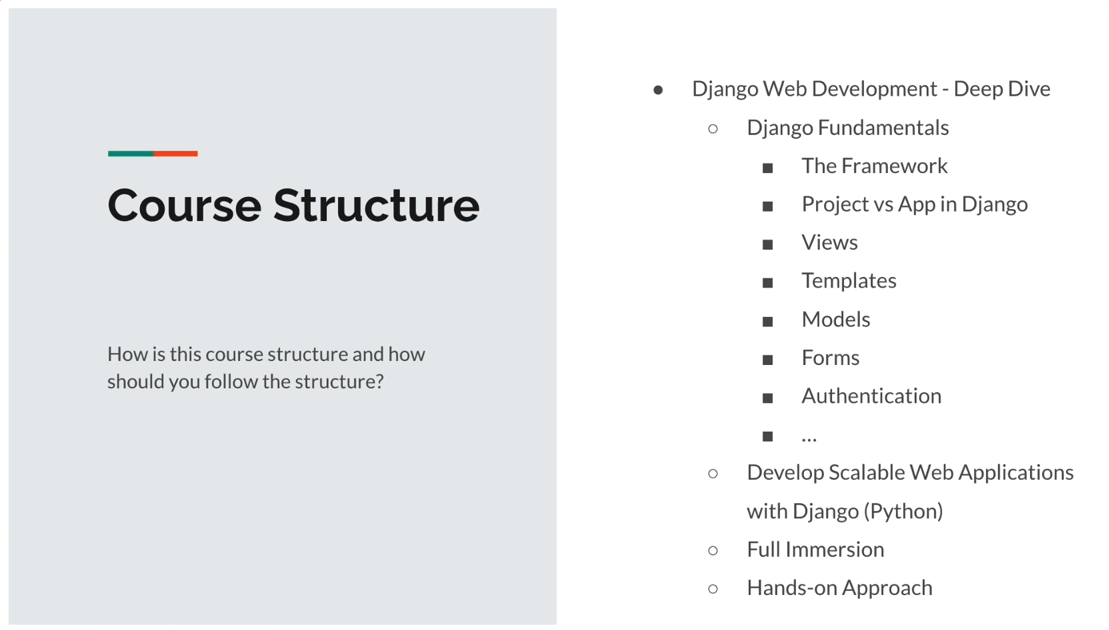 Course Structure
How is this course structure and how
should you follow the structure?
● Django Web Development - Deep Dive
○ Django Fundamentals
■ The Framework
■ Project vs App in Django
■ Views
■ Templates
■ Models
■ Forms
■ Authentication
■ ...
○ Develop Scalable Web Applications
with Django (Python)
○ Full Immersion
○ Hands-on Approach